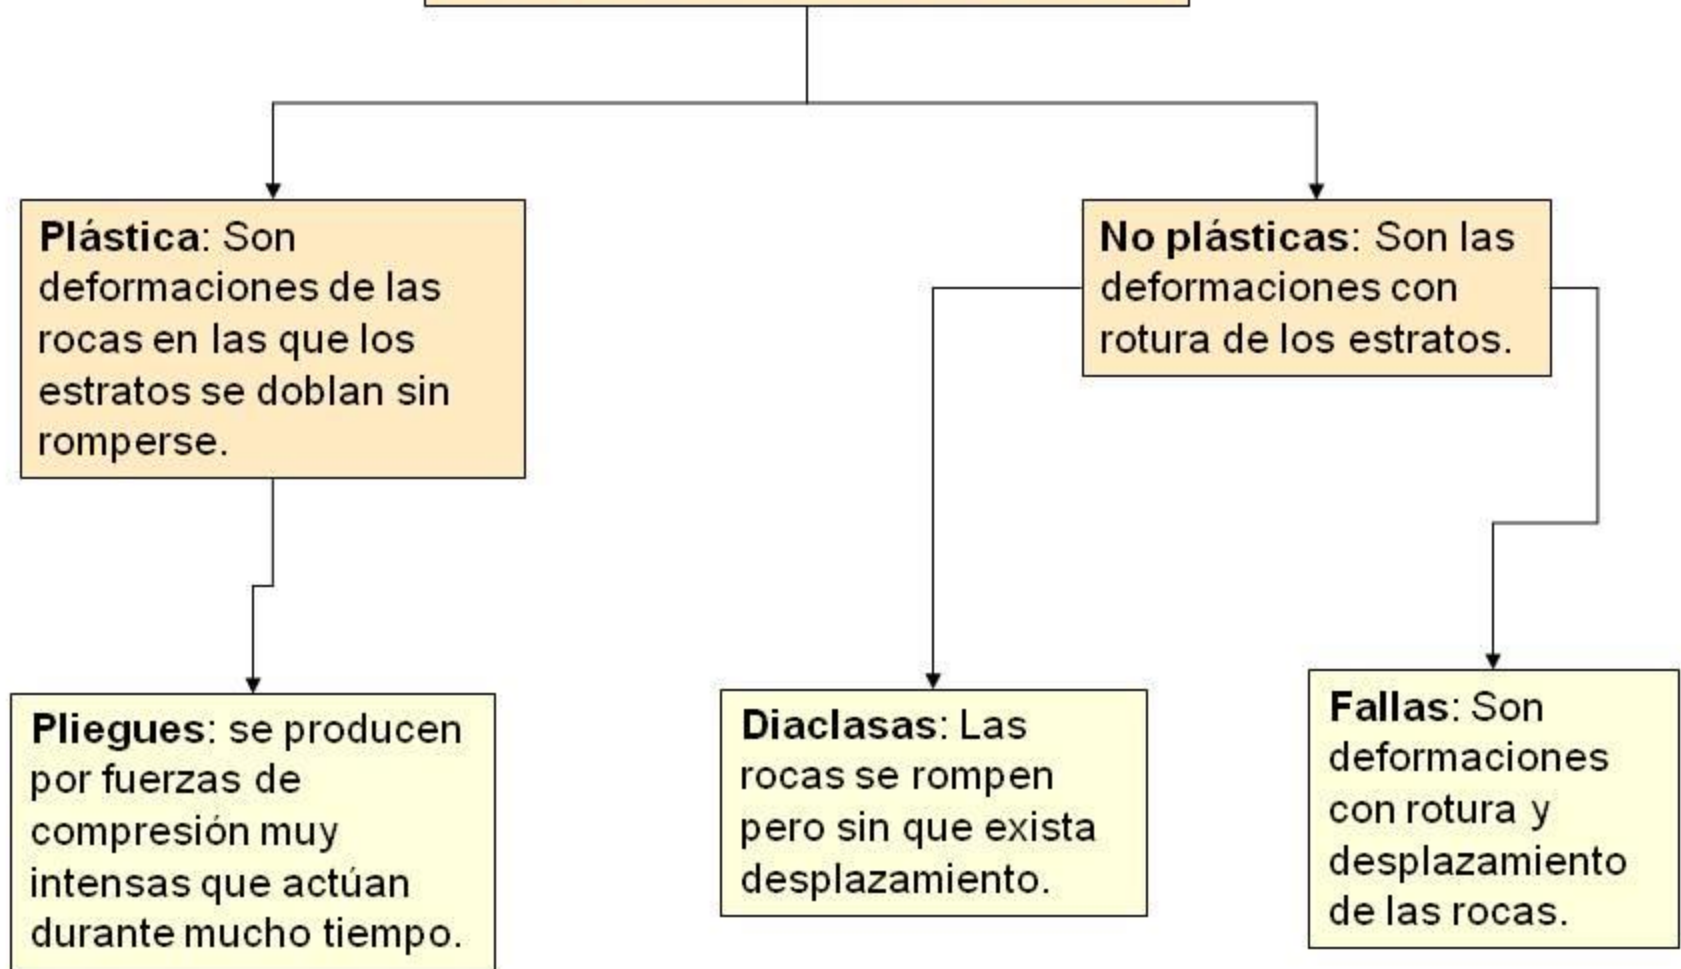 Plástica: Son
deformaciones de las
rocas en las que los
estratos se doblan sin
romperse.
No plásticas: Son las
deformaciones con
rotura de los estratos.
Pliegues: se producen
por fuerzas de
compresión muy
intensas que actúan
durante mucho tiempo.
Diaclasas: Las
rocas se rompen
pero sin que exista
desplazamiento.
Fallas: Son
deformaciones
con rotura y
desplazamiento
de las rocas.